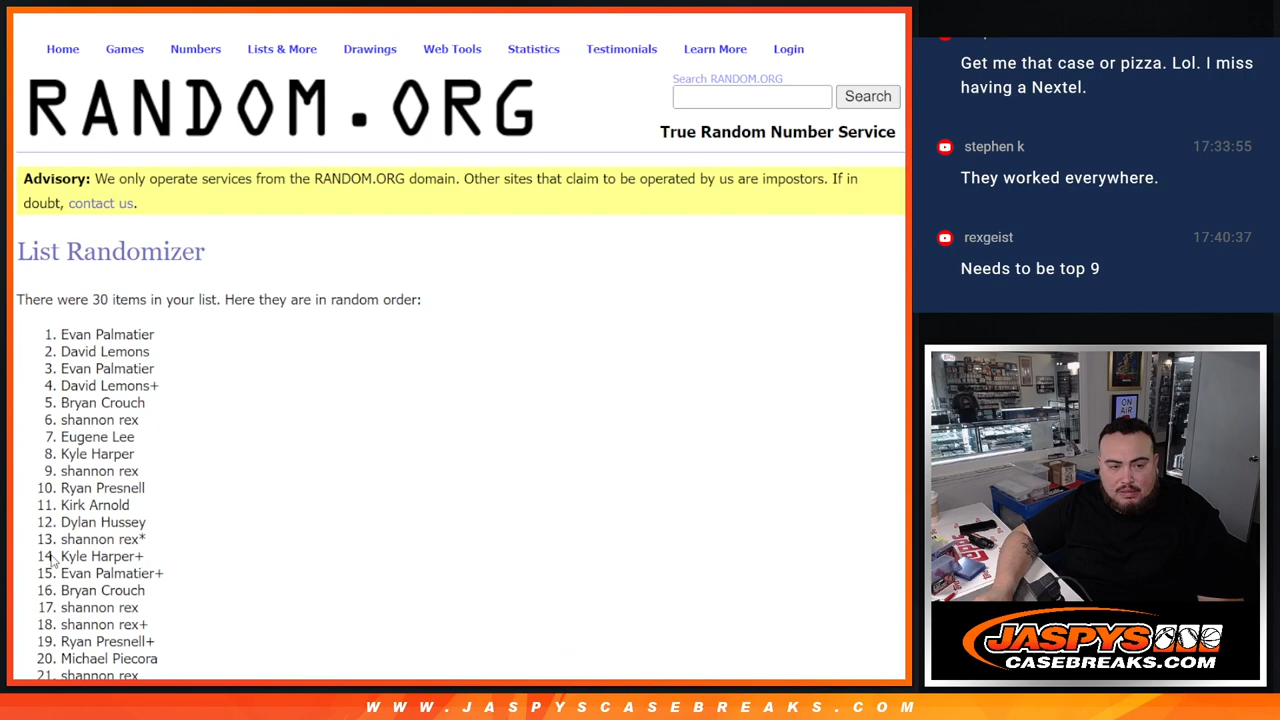 Home Games Numbers Lists & More Drawings Web Tools Statistics Testimonials Learn More Login
RANDOM.ORG
Search RANDOM.ORG
Search
True Random Number Service
Advisory: We only operate services from the RANDOM.ORG domain. Other sites that claim to be operated by us are impostors. If in
doubt, contact us.
List Randomizer
There were 30 items in your list. Here they are in random order:
1. Evan Palmatier
2. David Lemons
3. Evan Palmatier
4. David Lemons+
5. Bryan Crouch
6. shannon rex
7. Eugene Lee
8. Kyle Harper
9. shannon rex
10. Ryan Presnell
11. Kirk Arnold
12. Dylan Hussey
13. shannon rex*
14. Kyle Harper+
15. Evan Palmatier+
16. Bryan Crouch
17. shannon rex
18. shannon rex+
19. Ryan Presnell+
20. Michael Piecora
21. shannon rex
Get me that case or pizza. Lol. I miss
having a Nextel.
stephen k 17:33:55
They worked everywhere.
rexgeist 17:40:37
Needs to be top 9
ON
AIR
JASPYS
CASEBREAKS.COM
WWW.JASPYSCASEBREAKS.COM